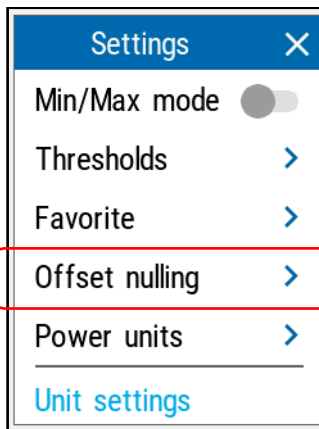 Settings
Min/Max mode
Thresholds
Favorite
Offset nulling
Power units
Unit settings